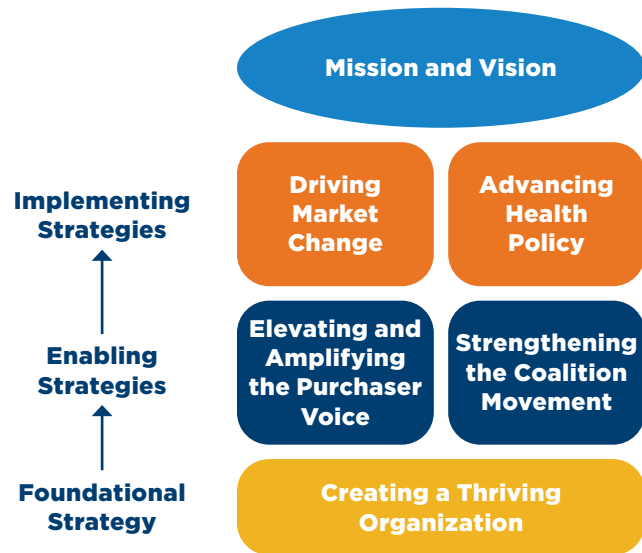 Mission and Vision
Implementing
Strategies
Driving
Market
Change
Advancing
Health
Policy
Enabling
Strategies
Elevating and
Amplifying
the Purchaser
Voice
Strengthening
the Coalition
Movement
Foundational
Strategy
Creating a Thriving
Organization